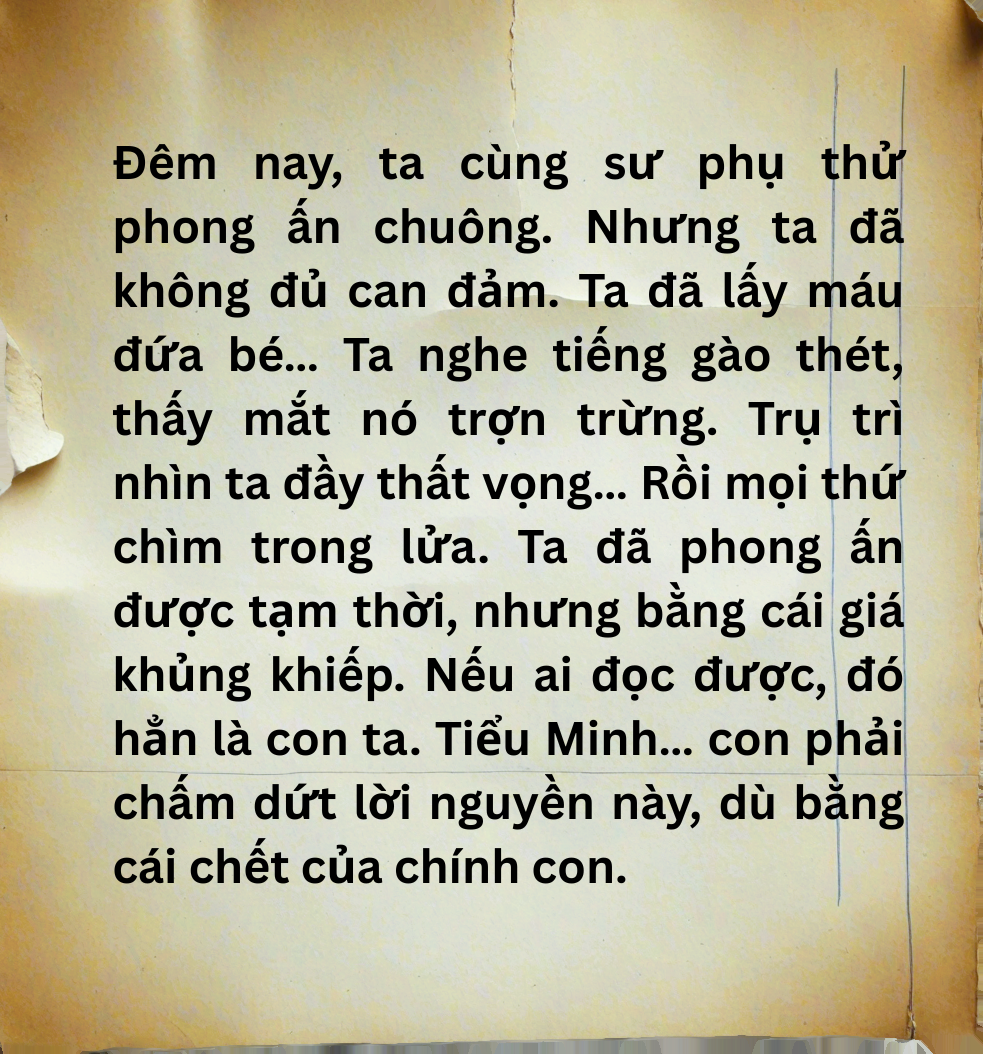 Đêm nay, ta cùng sư phụ thử
phong ấn chuông. Nhưng ta đã
không đủ can đảm. Ta đã lấy máu
đứa bé... Ta nghe tiếng gào thét,
thấy mắt nó trợn trừng. Trụ trì
nhìn ta đầy thất vọng... Rồi mọi thứ
chìm trong lửa. Ta đã phong ấn
được tạm thời, nhưng bằng cái giá
khủng khiếp. Nếu ai đọc được, đó
hẳn là con ta. Tiểu Minh... con phải
chấm dứt lời nguyền này, dù bằng
cái chết của chính con.